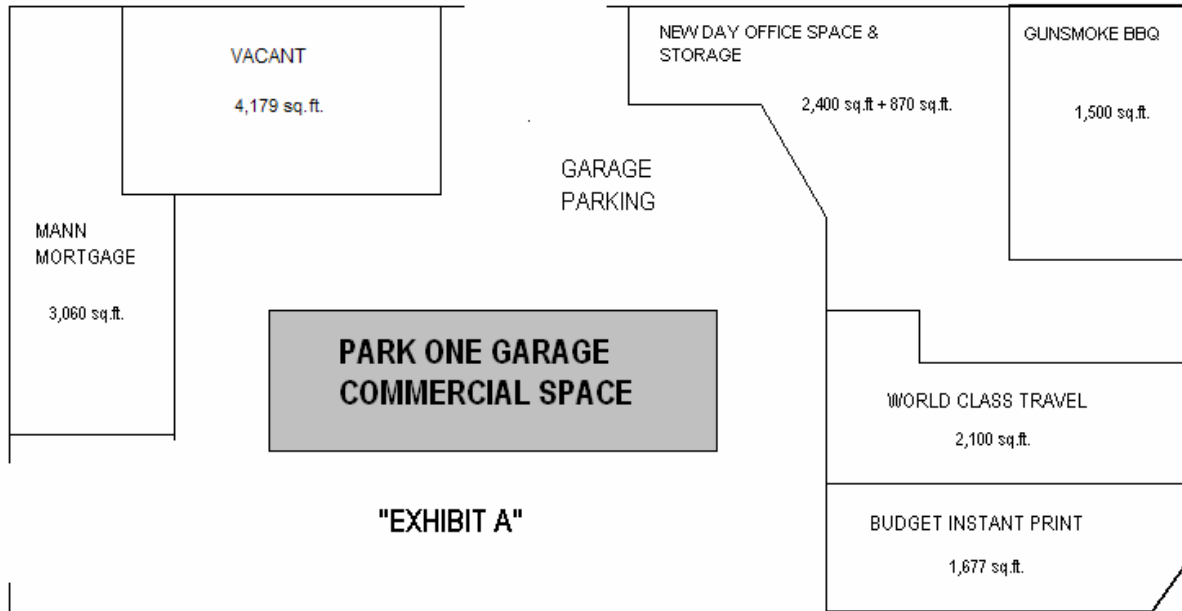 VACANT
4,179 sq.ft.
NEW DAY OFFICE SPACE &
STORAGE
2,400 sq.ft + 870 sq.ft.
GUNSMOKE BBQ
1,500 sq.ft.
GARAGE
PARKING
MANN
MORTGAGE
3,060 sq.ft.
PARK ONE GARAGE
COMMERCIAL SPACE
WORLD CLASS TRAVEL
2,100 sq.ft.
"EXHIBIT A"
BUDGET INSTANT PRINT
1,677 sq.ft.